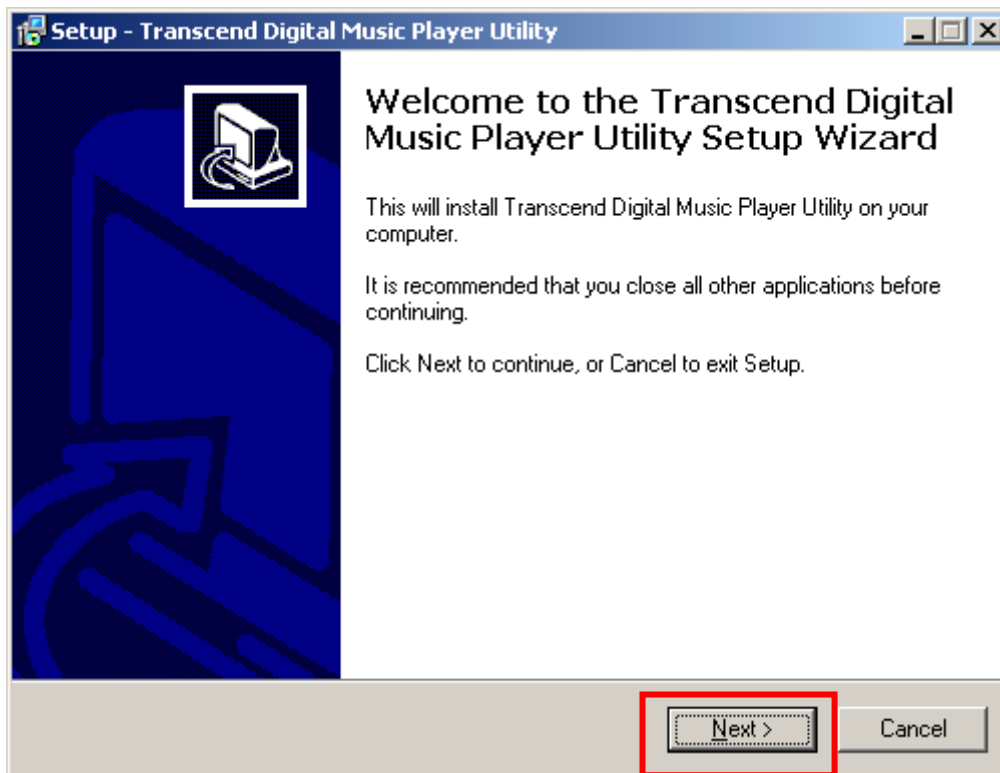 Setup - Transcend Digital Music Player Utility
Welcome to the Transcend Digital
Music Player Utility Setup Wizard
This will install Transcend Digital Music Player Utility on your
computer.
It is recommended that you close all other applications before
continuing.
Click Next to continue, or Cancel to exit Setup.
Next >
Cancel